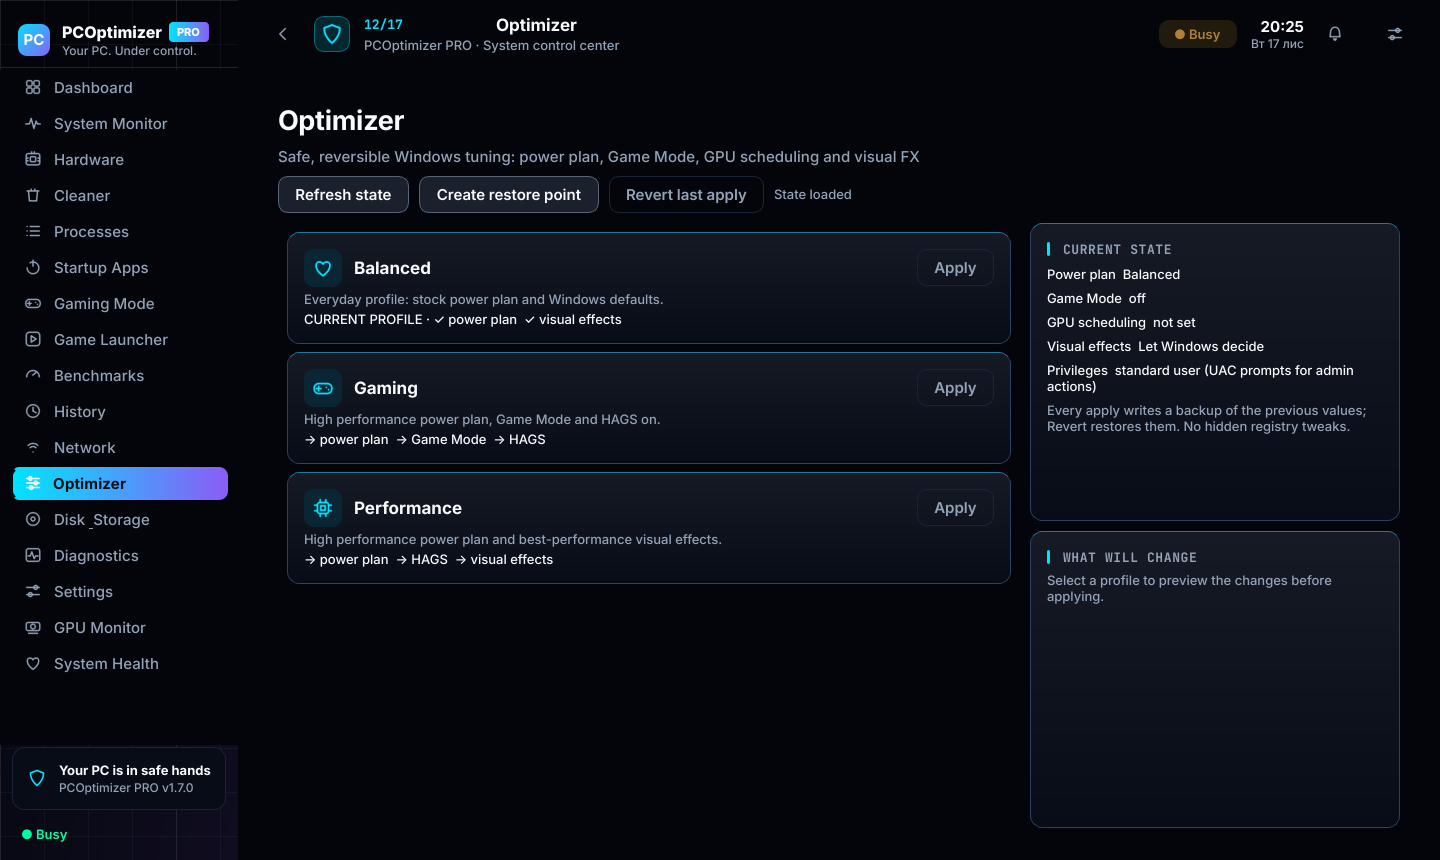 PC
PCOptimizer PRO
Your PC. Under control.
Dashboard
System Monitor
Hardware
Cleaner
Processes
Startup Apps
Gaming Mode
Game Launcher
Benchmarks
History
Network
Optimizer
Disk _Storage
Diagnostics
Settings
GPU Monitor
System Health
Your PC is in safe hands
PCOptimizer PRO v1.7.0
Busy
12/17 Optimizer
PCOptimizer PRO · System control center
Busy
20:25
Вт 17 лис
Optimizer
Safe, reversible Windows tuning: power plan, Game Mode, GPU scheduling and visual FX
Refresh state Create restore point Revert last apply State loaded
Balanced Apply
Everyday profile: stock power plan and Windows defaults.
CURRENT PROFILE · ✓ power plan ✓ visual effects
Gaming Apply
High performance power plan, Game Mode and HAGS on.
→ power plan → Game Mode → HAGS
Performance Apply
High performance power plan and best-performance visual effects.
→ power plan → HAGS → visual effects
CURRENT STATE
Power plan Balanced
Game Mode off
GPU scheduling not set
Visual effects Let Windows decide
Privileges standard user (UAC prompts for admin
actions)
Every apply writes a backup of the previous values;
Revert restores them. No hidden registry tweaks.
WHAT WILL CHANGE
Select a profile to preview the changes before
applying.